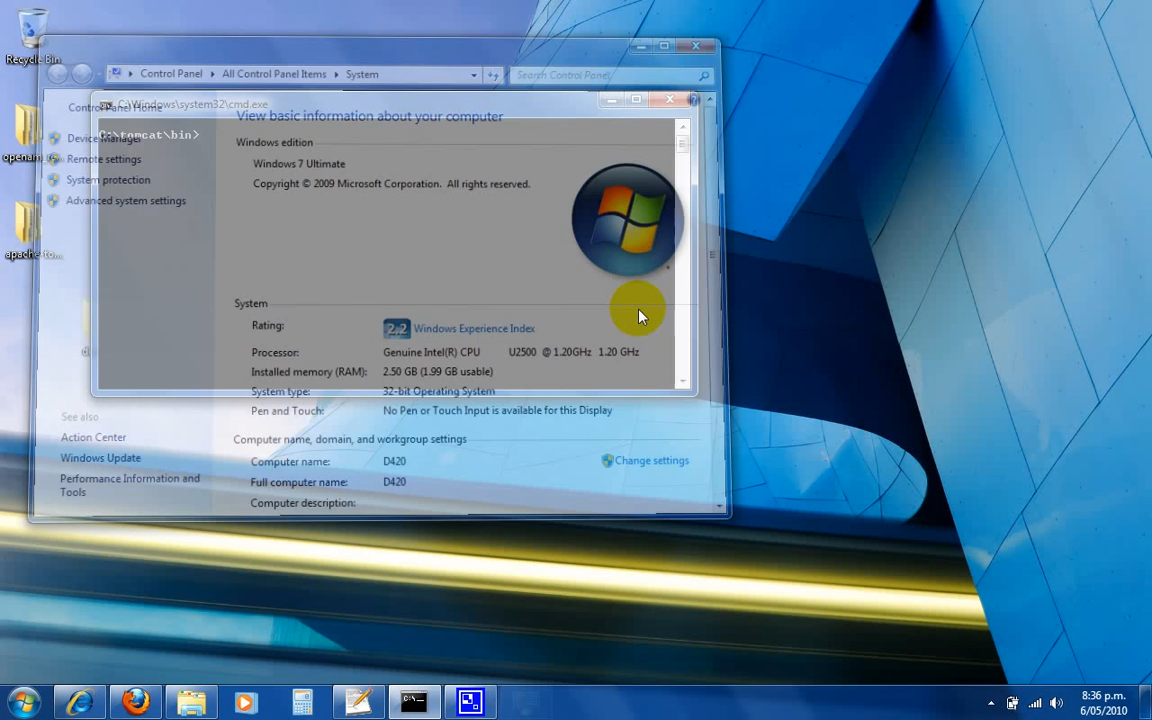 Recycle Bin
Control Panel
All Control Panel Items
System
Search Control Panel
C:\Windows\system32\cmd.exe
Control Panel Home
View basic information about your computer
C:\tomcat\bin>
Device Manager
Windows edition
Remote settings
Windows 7 Ultimate
System protection
Copyright © 2009 Microsoft Corporation. All rights reserved.
Advanced system settings
apache-to...
System
Rating:
2.2 Windows Experience Index
Processor:
Genuine Intel(R) CPU U2500 @ 1.20GHz 1.20 GHz
Installed memory (RAM):
2.50 GB (1.99 GB usable)
System type:
32-bit Operating System
Pen and Touch:
No Pen or Touch Input is available for this Display
See also
Action Center
Windows Update
Performance Information and
Tools
Computer name, domain, and workgroup settings
Computer name:
D420
Change settings
Full computer name:
D420
Computer description:
C:\_
8:36 p.m.
6/05/2010